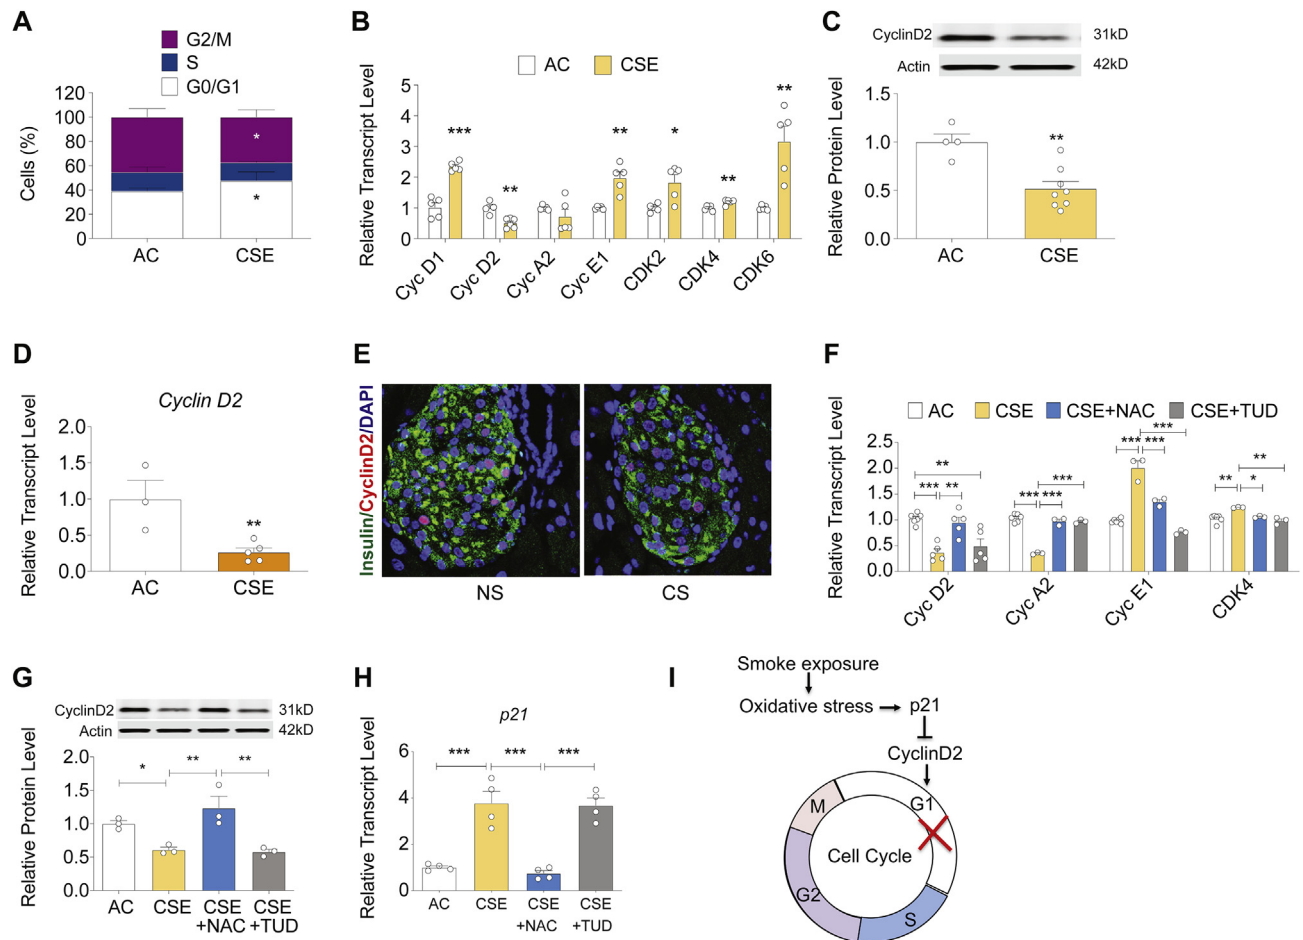 A
G2/M
S
G0/G1
Cells (%)
120
100
80
60
40
20
0
*
*
AC
CSE
B
AC
CSE
Relative Transcript Level
5
4
3
2
1
0
***
**
**
*
**
**
Cyc D1
Cyc D2
Cyc A2
Cyc E1
CDK2
CDK4
CDK6
C
CyclinD2
31kD
Actin
42kD
Relative Protein Level
1.5
1.0
0.5
0.0
**
AC
CSE
D
Cyclin D2
Relative Transcript Level
2.0
1.5
1.0
0.5
0.0
**
AC
CSE
E
Insulin/CyclinD2/DAPI
NS
CS
F
AC
CSE
CSE+NAC
CSE+TUD
Relative Transcript Level
2.5
2.0
1.5
1.0
0.5
0.0
**
*** **
***
*** ***
***
*** ***
**
** *
Cyc D2
Cyc A2
Cyc E1
CDK4
G
CyclinD2
31kD
Actin
42kD
Relative Protein Level
2.0
1.5
1.0
0.5
0.0
* ** **
AC
CSE
CSE
+NAC
CSE
+TUD
H
p21
Relative Transcript Level
6
4
2
0
*** *** ***
AC
CSE
CSE
+NAC
CSE
+TUD
I
Smoke exposure
Oxidative stress
p21
CyclinD2
M
G1
Cell Cycle
G2
S